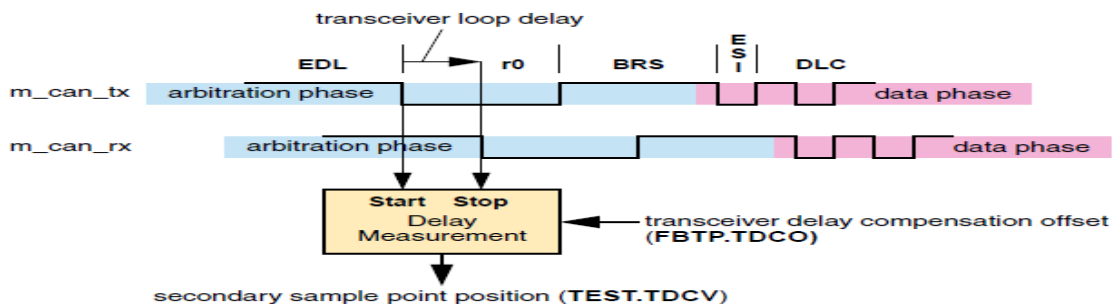 transceiver loop delay
EDL r0 BRS ESI DLC
m_can_tx arbitration phase data phase
m_can_rx arbitration phase data phase
Start Stop
Delay
Measurement
transceiver delay compensation offset
(FBTP.TDCO)
secondary sample point position (TEST.TDCV)